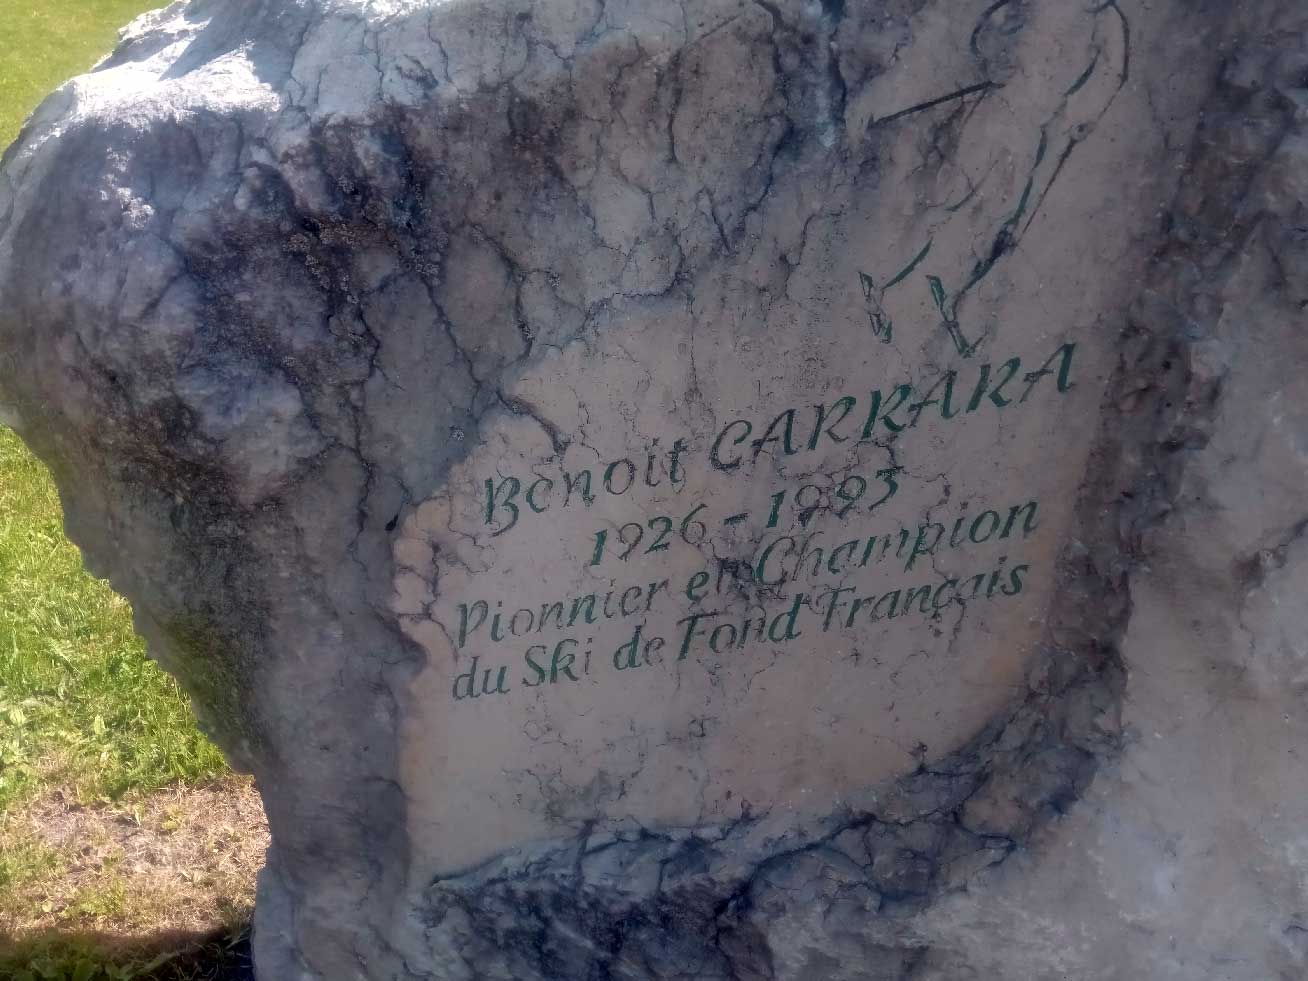 Benoit CARRARA
1926 - 1993
Pionnier et Champion
du Ski de Fond Français